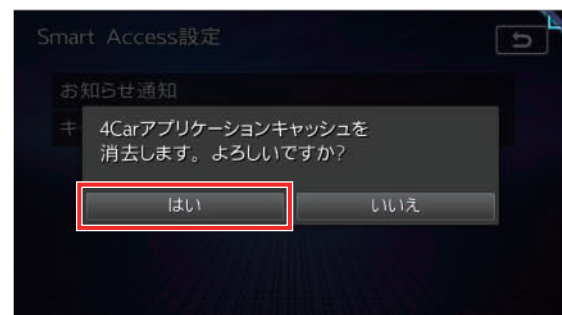 Smart Access設定
お知らせ通知
キ
4Carアプリケーションキャッシュを
消去します。よろしいですか?
はい
いいえ